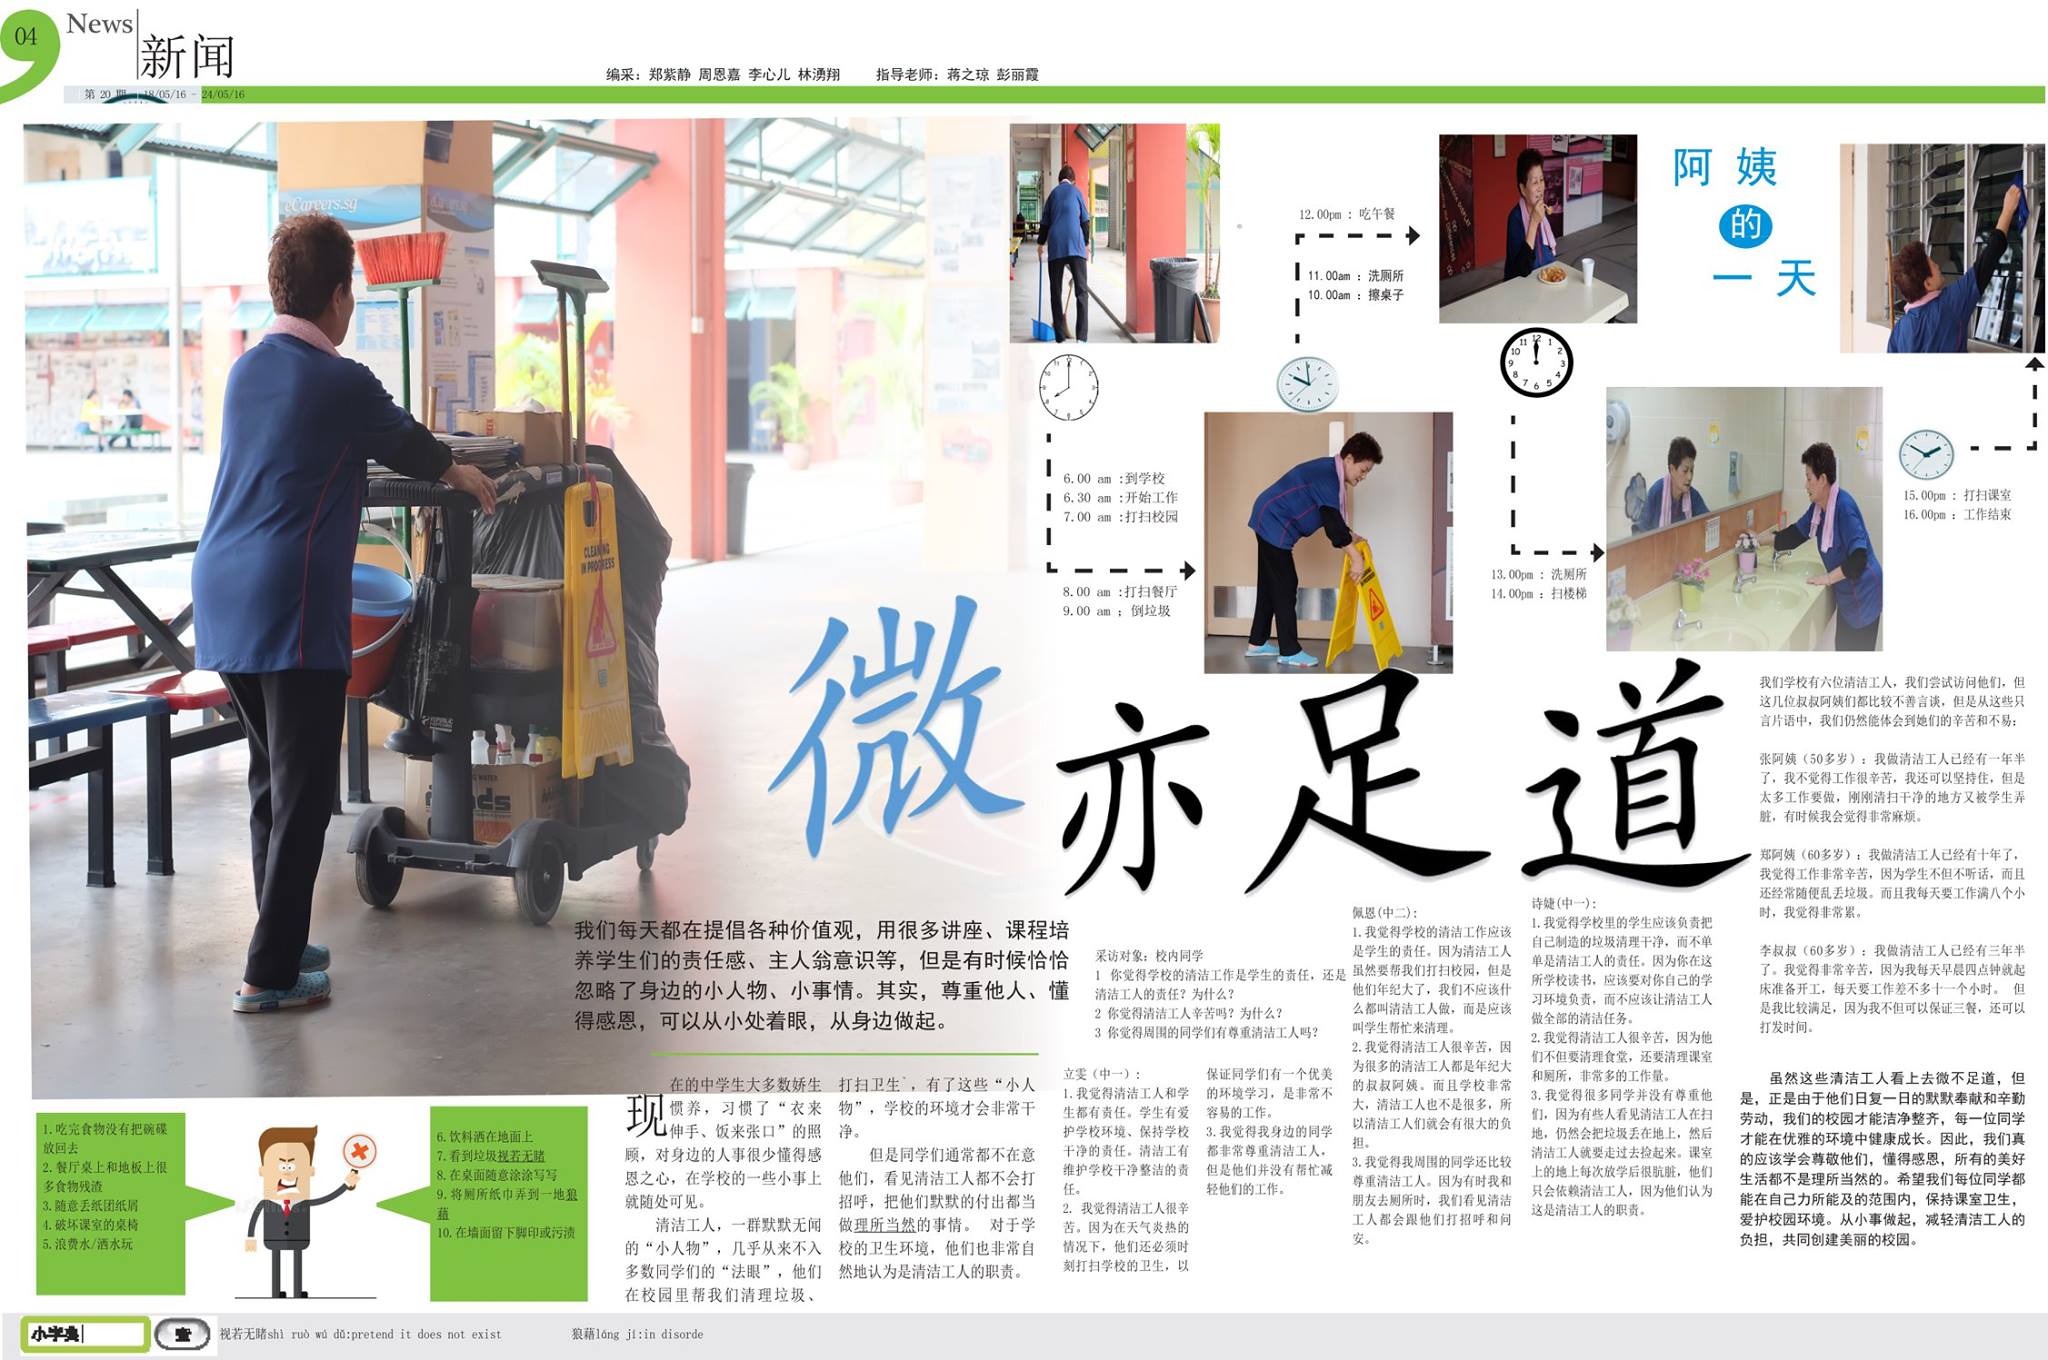 04
News
新闻
第 20 期 18/05/16 - 24/05/16
编采：郑紫静 周恩嘉 李心儿 林湧翔 指导老师：蒋之琼 彭丽霞
eCareers.sg
CLEANING
IN PROGRESS
阿姨
的
一天
6.00 am :到学校
6.30 am :开始工作
7.00 am :打扫校园
8.00 am :打扫餐厅
9.00 am ；倒垃圾
12.00pm : 吃午餐
11.00am : 洗厕所
10.00am : 擦桌子
13.00pm : 洗厕所
14.00pm : 扫楼梯
15.00pm : 打扫课室
16.00pm : 工作结束
微亦足道
我们每天都在提倡各种价值观，用很多讲座、课程培
养学生们的责任感、主人翁意识等，但是有时候恰恰
忽略了身边的小人物、小事情。其实，尊重他人、懂
得感恩，可以从小处着眼，从身边做起。
1.吃完食物没有把碗碟
放回去
2.餐厅桌上和地板上很
多食物残渣
3.随意丢纸团纸屑
4.破坏课室的桌椅
5.浪费水/洒水玩
6.饮料洒在地面上
7.看到垃圾视若无睹
8.在桌面随意涂涂写写
9.将厕所纸巾弄到一地狼
藉
10.在墙面留下脚印或污渍
现在的中学生大多数娇生
惯养，习惯了“衣来
伸手、饭来张口”的照
顾，对身边的人事很少懂得感
恩之心，在学校的一些小事上
就随处可见。
清洁工人，一群默默无闻
的“小人物”，几乎从来不入
多数同学们的“法眼”，他们
在校园里帮我们清理垃圾、
打扫卫生`，有了这些“小人
物”，学校的环境才会非常干
净。
但是同学们通常都不在意
他们，看见清洁工人都不会打
招呼，把他们默默的付出都当
做理所当然的事情。 对于学
校的卫生环境，他们也非常自
然地认为是清洁工人的职责。
采访对象：校内同学
1 你觉得学校的清洁工作是学生的责任，还是
清洁工人的责任？为什么？
2 你觉得清洁工人辛苦吗？为什么？
3 你觉得周围的同学们有尊重清洁工人吗？
立雯（中一）：
1.我觉得清洁工人和学
生都有责任。学生有爱
护学校环境、保持学校
干净的责任。清洁工有
维护学校干净整洁的责
任。
2. 我觉得清洁工人很辛
苦。因为在天气炎热的
情况下，他们还必须时
刻打扫学校的卫生，以
保证同学们有一个优美
的环境学习，是非常不
容易的工作。
3.我觉得我身边的同学
都非常尊重清洁工人，
但是他们并没有帮忙减
轻他们的工作。
佩恩(中二)：
1.我觉得学校的清洁工作应该
是学生的责任。因为清洁工人
虽然要帮我们打扫校园，但是
他们年纪大了，我们不应该什
么都叫清洁工人做，而是应该
叫学生帮忙来清理。
2.我觉得清洁工人很辛苦，因
为很多的清洁工人都是年纪大
的叔叔阿姨。而且学校非常
大，清洁工人也不是很多，所
以清洁工人们就会有很大的负
担。
3.我觉得我周围的同学还比较
尊重清洁工人。因为有时我和
朋友去厕所时，我们看见清洁
工人都会跟他们打招呼和问
安。
诗婕(中一)：
1.我觉得学校里的学生应该负责把
自己制造的垃圾清理干净，而不单
单是清洁工人的责任。因为你在这
所学校读书，应该要对你自己的学
习环境负责，而不应该让清洁工人
做全部的清洁任务。
2.我觉得清洁工人很辛苦，因为他
们不但要清理食堂，还要清理课室
和厕所，非常多的工作量。
3.我觉得很多同学并没有尊重他
们，因为有些人看见清洁工人在扫
地，仍然会把垃圾丢在地上，然后
清洁工人就要走过去捡起来。课室
上的地上每次放学后很肮脏，他们
只会依赖清洁工人，因为他们认为
这是清洁工人的职责。
我们学校有六位清洁工人，我们尝试访问他们，但
这几位叔叔阿姨们都比较不善言谈，但是从这些只
言片语中，我们仍然能体会到她们的辛苦和不易：
张阿姨（50多岁）：我做清洁工人已经有一年半
了，我不觉得工作很辛苦，我还可以坚持住，但是
太多工作要做，刚刚清扫干净的地方又被学生弄
脏，有时候我会觉得非常麻烦。
郑阿姨（60多岁）：我做清洁工人已经有十年了，
我觉得工作非常辛苦，因为学生不但不听话，而且
还经常随便乱丢垃圾。而且我每天要工作满八个小
时，我觉得非常累。
李叔叔（60多岁）：我做清洁工人已经有三年半
了。我觉得非常辛苦，因为我每天早晨四点钟就起
床准备开工，每天要工作差不多十一个小时。 但
是我比较满足，因为我不但可以保证三餐，还可以
打发时间。
虽然这些清洁工人看上去微不足道，但
是，正是由于他们日复一日的默默奉献和辛勤
劳动，我们的校园才能洁净整齐，每一位同学
才能在优雅的环境中健康成长。因此，我们真
的应该学会尊敬他们，懂得感恩，所有的美好
生活都不是理所当然的。希望我们每位同学都
能在自己力所能及的范围内，保持课室卫生，
爱护校园环境。从小事做起，减轻清洁工人的
负担，共同创建美丽的校园。
小字典
查
视若无睹shì ruò wú dǔ:pretend it does not exist 狼藉láng jí:in disorde